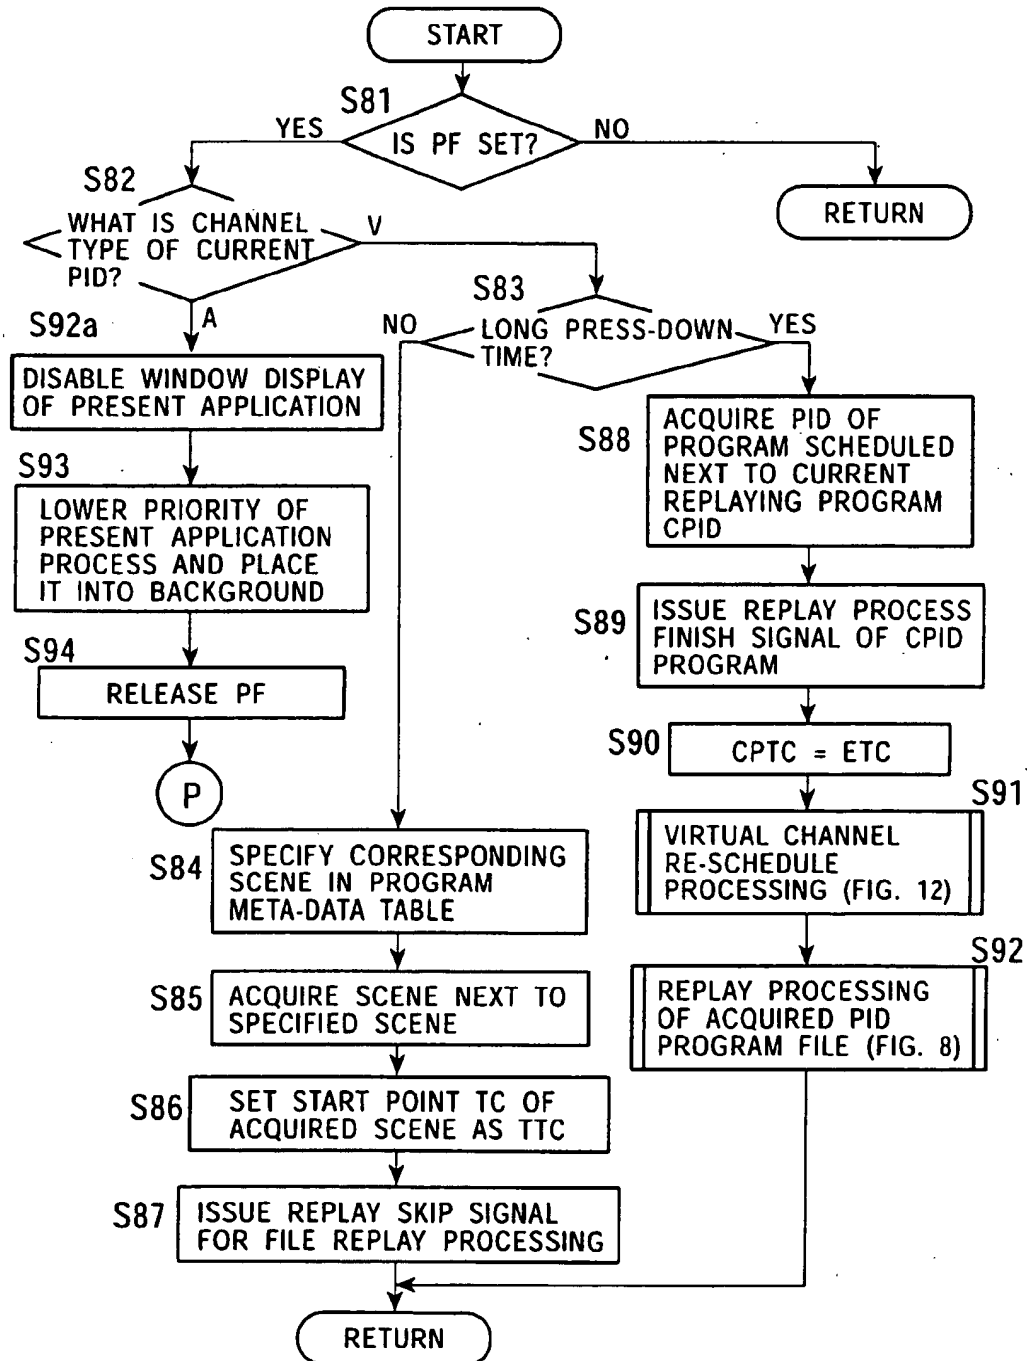 START
S81
YES
IS PF SET?
NO
RETURN
S82
WHAT IS CHANNEL
TYPE OF CURRENT
PID?
V
A
S83
NO
LONG PRESS-DOWN
TIME?
YES
S92a
DISABLE WINDOW DISPLAY
OF PRESENT APPLICATION
S93
LOWER PRIORITY OF
PRESENT APPLICATION
PROCESS AND PLACE
IT INTO BACKGROUND
S94
RELEASE PF
P
S88
ACQUIRE PID OF
PROGRAM SCHEDULED
NEXT TO CURRENT
REPLAYING PROGRAM
CPID
S89
ISSUE REPLAY PROCESS
FINISH SIGNAL OF CPID
PROGRAM
S90
CPTC = ETC
S91
VIRTUAL CHANNEL
RE-SCHEDULE
PROCESSING (FIG. 12)
S92
REPLAY PROCESSING
OF ACQUIRED PID
PROGRAM FILE (FIG. 8)
S84
SPECIFY CORRESPONDING
SCENE IN PROGRAM
META-DATA TABLE
S85
ACQUIRE SCENE NEXT TO
SPECIFIED SCENE
S86
SET START POINT TC OF
ACQUIRED SCENE AS TTC
S87
ISSUE REPLAY SKIP SIGNAL
FOR FILE REPLAY PROCESSING
RETURN